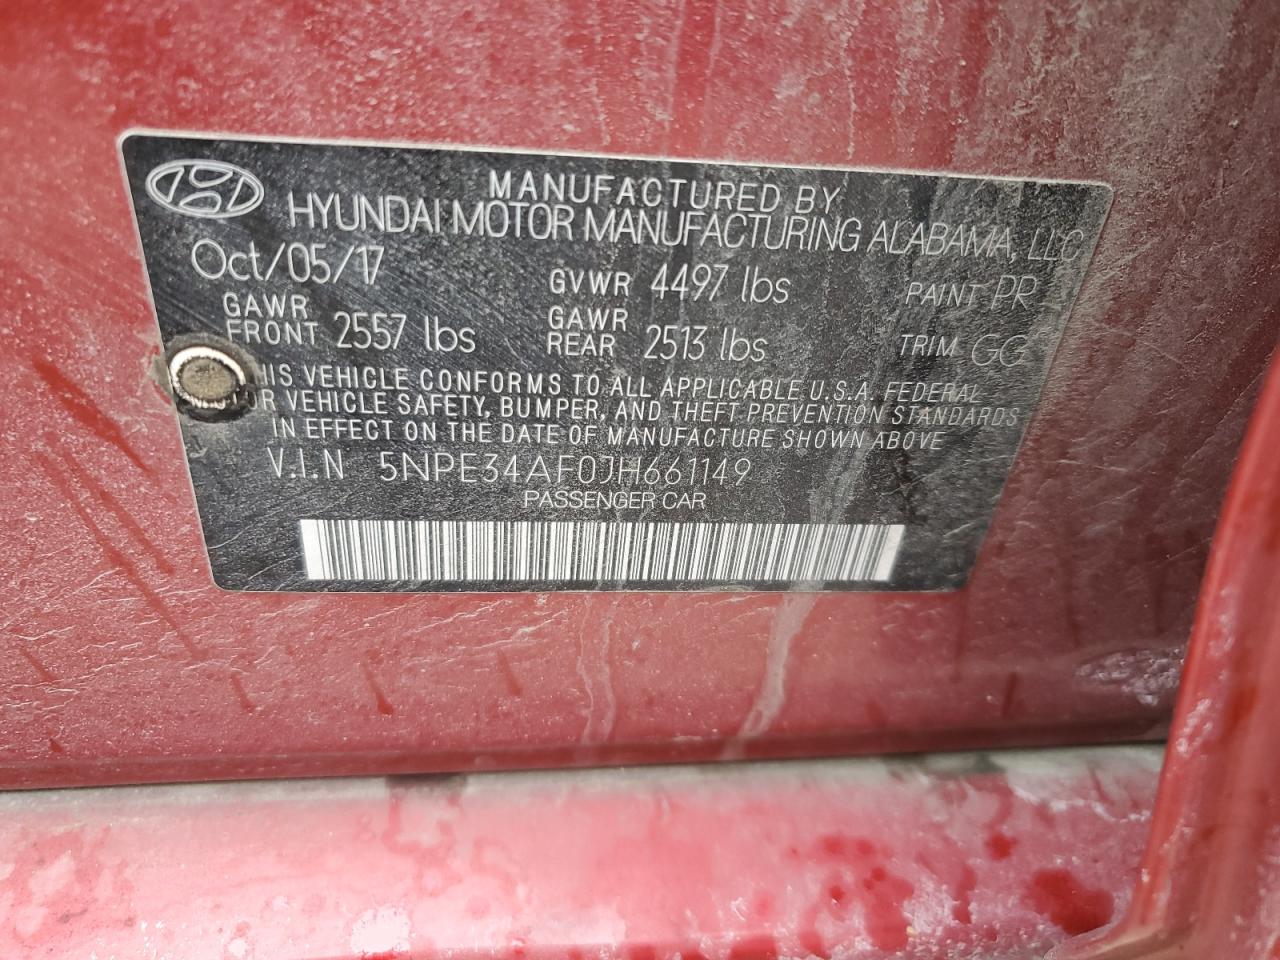 MANUFACTURED BY
HYUNDAI MOTOR MANUFACTURING ALABAMA, LLC
Oct/05/17 GVWR 4497 lbs PAINT PR
GAWR FRONT 2557 lbs GAWR REAR 2513 lbs TRIM GG
VEHICLE CONFORMS TO ALL APPLICABLE U.S.A. FEDERAL
VEHICLE SAFETY, BUMPER, AND THEFT PREVENTION STANDARDS
IN EFFECT ON THE DATE OF MANUFACTURE SHOWN ABOVE
V.I.N 5NPE34AF0JH661149
PASSENGER CAR